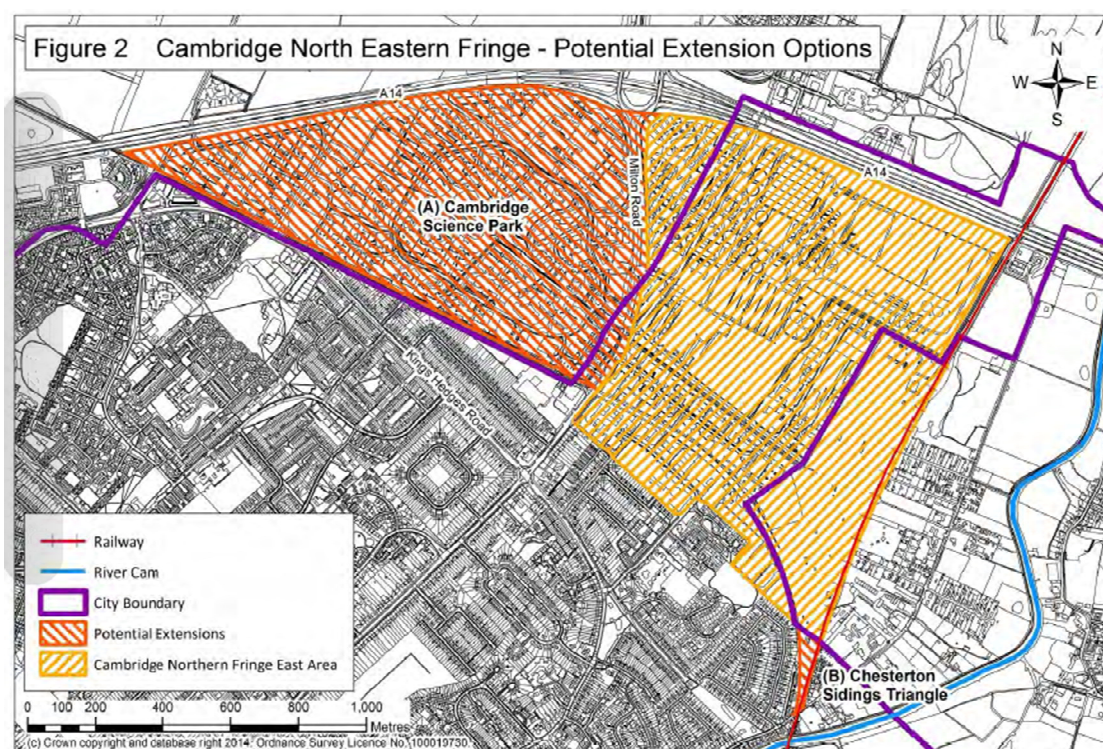 Figure 2 Cambridge North Eastern Fringe - Potential Extension Options
N
W E
S
A14
Milton Road
A14
(A) Cambridge
Science Park
Kings Hedges Road
Railway
River Cam
City Boundary
Potential Extensions
Cambridge Northern Fringe East Area
(B) Chesterton
Sidings Triangle
0 200 400 600 800 1,000
Metres
(c) Crown copyright and database right 2014. Ordnance Survey Licence No. 100019730.